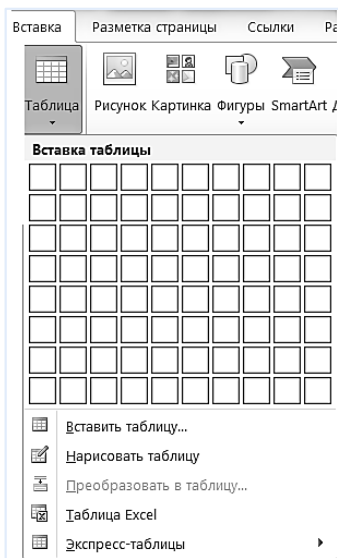 Вставка Разметка страницы Ссылки
Таблица Рисунок Картинка Фигуры SmartArt
Вставка таблицы
Вставить таблицу...
Нарисовать таблицу
Преобразовать в таблицу...
Таблица Excel
Экспресс-таблицы